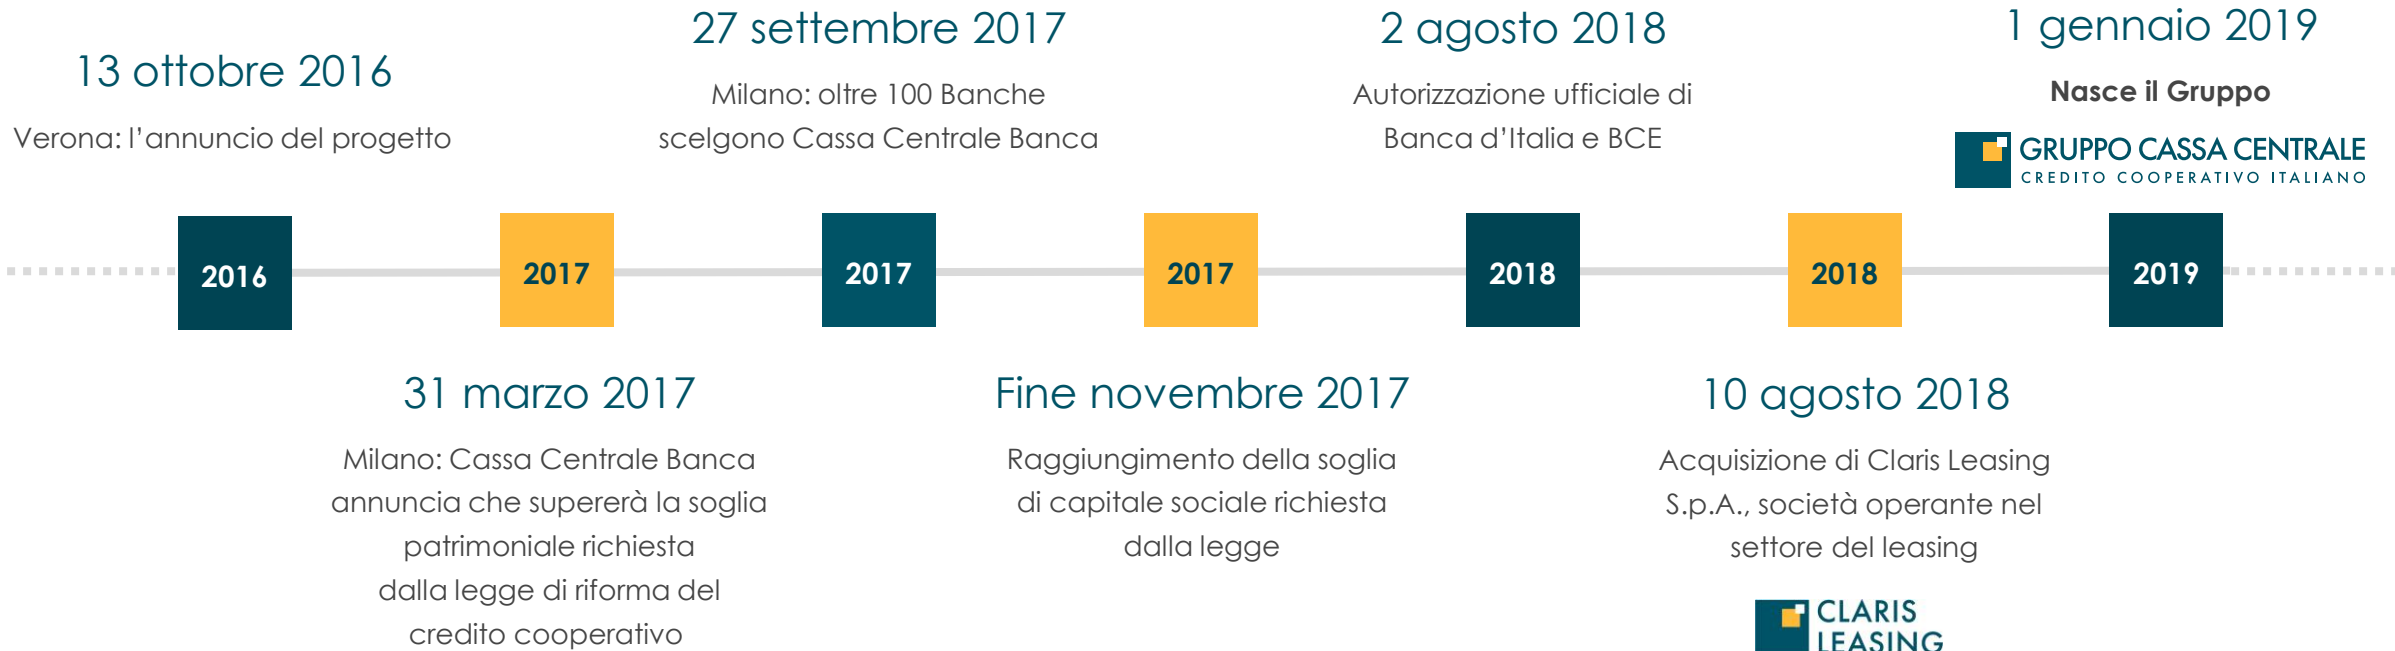 13 ottobre 2016
Verona: l’annuncio del progetto
27 settembre 2017
Milano: oltre 100 Banche
scelgono Cassa Centrale Banca
2 agosto 2018
Autorizzazione ufficiale di
Banca d’Italia e BCE
1 gennaio 2019
Nasce il Gruppo
GRUPPO CASSA CENTRALE
CREDITO COOPERATIVO ITALIANO
2016
2017
2017
2017
2018
2018
2019
31 marzo 2017
Milano: Cassa Centrale Banca
annuncia che supererà la soglia
patrimoniale richiesta
dalla legge di riforma del
credito cooperativo
Fine novembre 2017
Raggiungimento della soglia
di capitale sociale richiesta
dalla legge
10 agosto 2018
Acquisizione di Claris Leasing
S.p.A., società operante nel
settore del leasing
CLARIS
LEASING